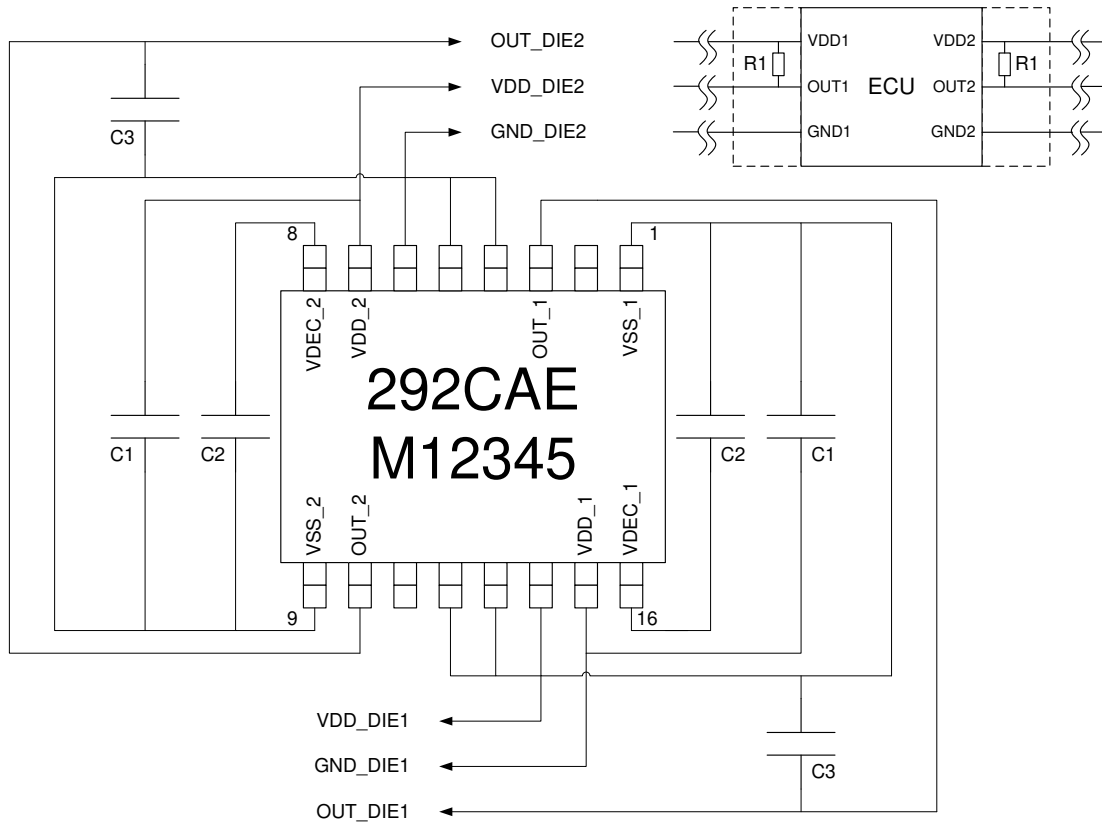 OUT_DIE2
VDD_DIE2
GND_DIE2
C3
VDD1
VDD2
R1
R1
OUT1
ECU
OUT2
GND1
GND2
8
1
VDEC_2
VDD_2
OUT_1
VSS_1
292CAE
M12345
C1
C2
C2
C1
VSS_2
OUT_2
VDD_1
VDEC_1
9
16
VDD_DIE1
GND_DIE1
C3
OUT_DIE1